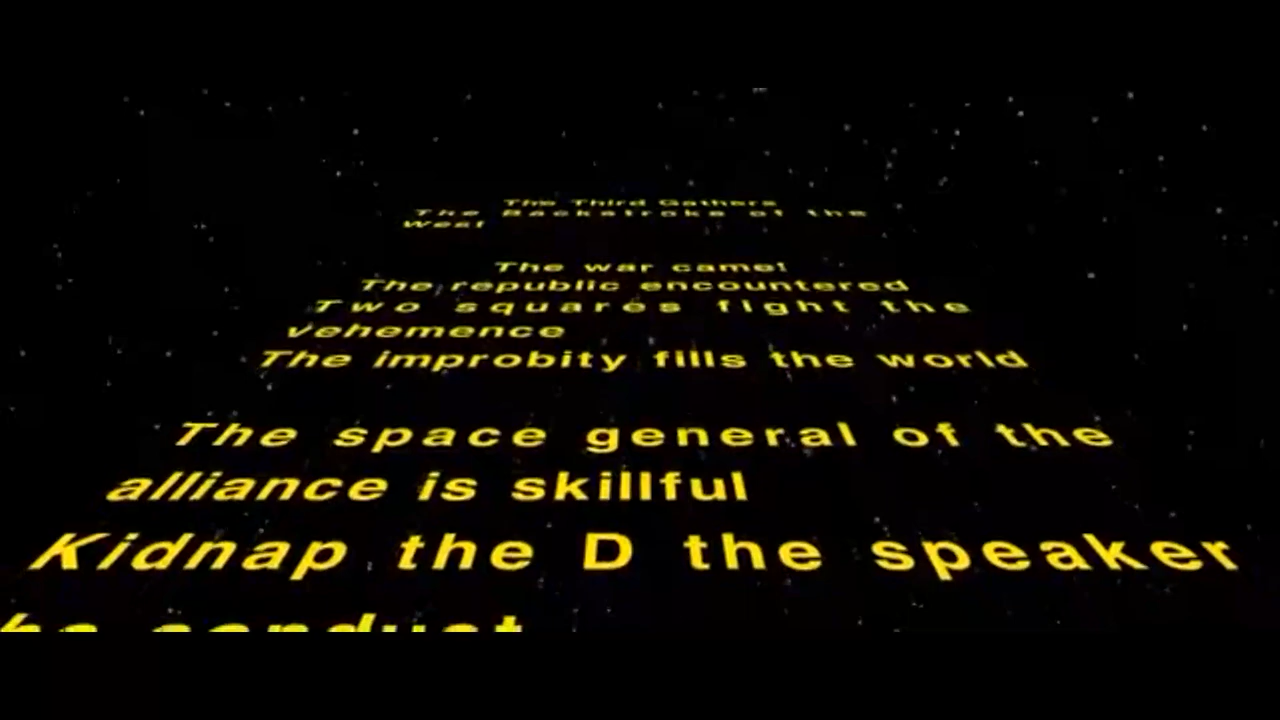 The Third Gathers
The Backstroke of the
West
The war came!
The republic encountered
Two squares fight the
vehemence
The improbity fills the world
The space general of the
alliance is skillful
Kidnap the D the speaker
conduct